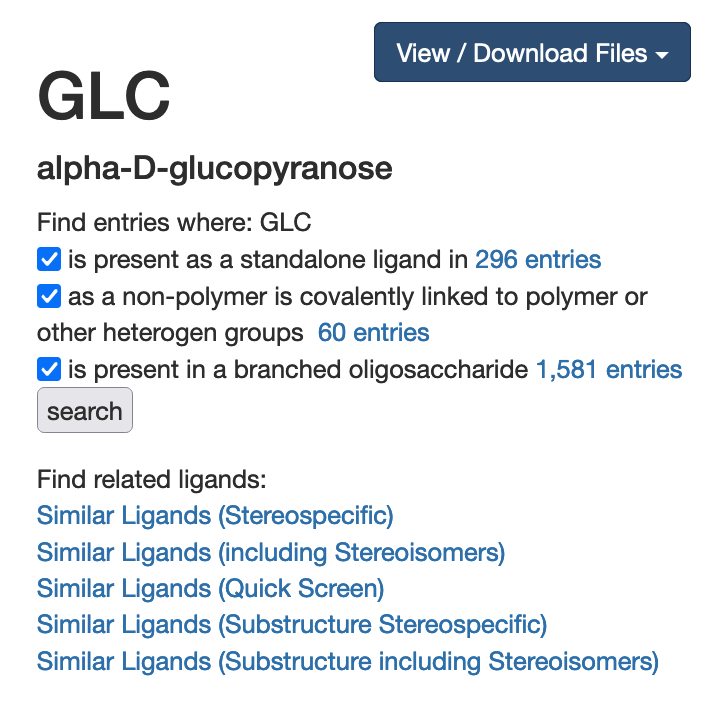 View / Download Files
GLC
alpha-D-glucopyranose
Find entries where: GLC
is present as a standalone ligand in 296 entries
as a non-polymer is covalently linked to polymer or
other heterogen groups 60 entries
is present in a branched oligosaccharide 1,581 entries
search
Find related ligands:
Similar Ligands (Stereospecific)
Similar Ligands (including Stereoisomers)
Similar Ligands (Quick Screen)
Similar Ligands (Substructure Stereospecific)
Similar Ligands (Substructure including Stereoisomers)